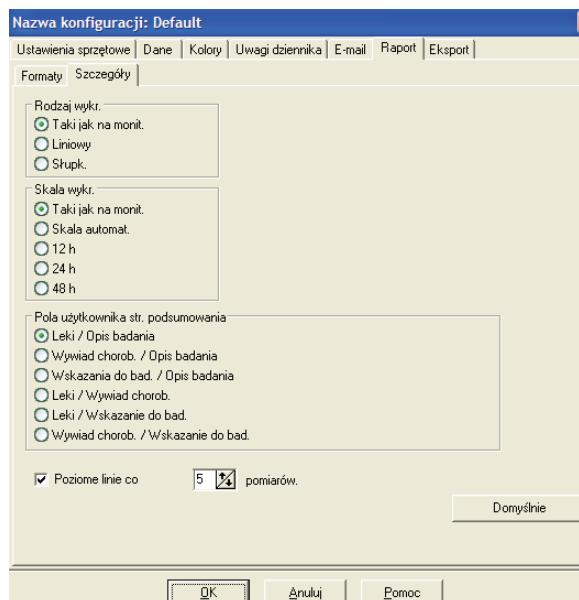 Nazwa konfiguracji: Default
Ustawienia sprzętowe Dane Kolory Uwagi dziennika E-mail Raport Eksport
Formaty Szczegóły
Rodzaj wykr.
Taki jak na monit.
Liniowy
Słupk.
Skala wykr.
Taki jak na monit.
Skala automat.
12 h
24 h
48 h
Pola użytkownika str. podsumowania
Leki / Opis badania
Wywiad chorob. / Opis badania
Wskazania do bad. / Opis badania
Leki / Wywiad chorob.
Leki / Wskazanie do bad.
Wywiad chorob. / Wskazanie do bad.
Poziome linie co 5 pomiarów.
Domyślnie
OK Anuluj Pomoc